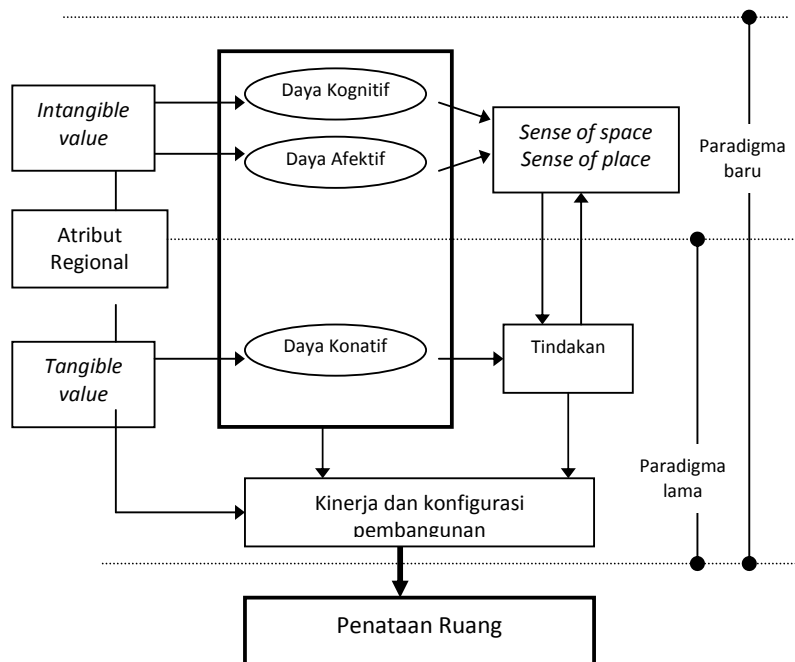 Daya Kognitif
Intangible
value
Daya Afektif
Sense of space
Sense of place
Paradigma
baru
Atribut
Regional
Daya Konatif
Tindakan
Tangible
value
Paradigma
lama
Kinerja dan konfigurasi
pembangunan
Penataan Ruang